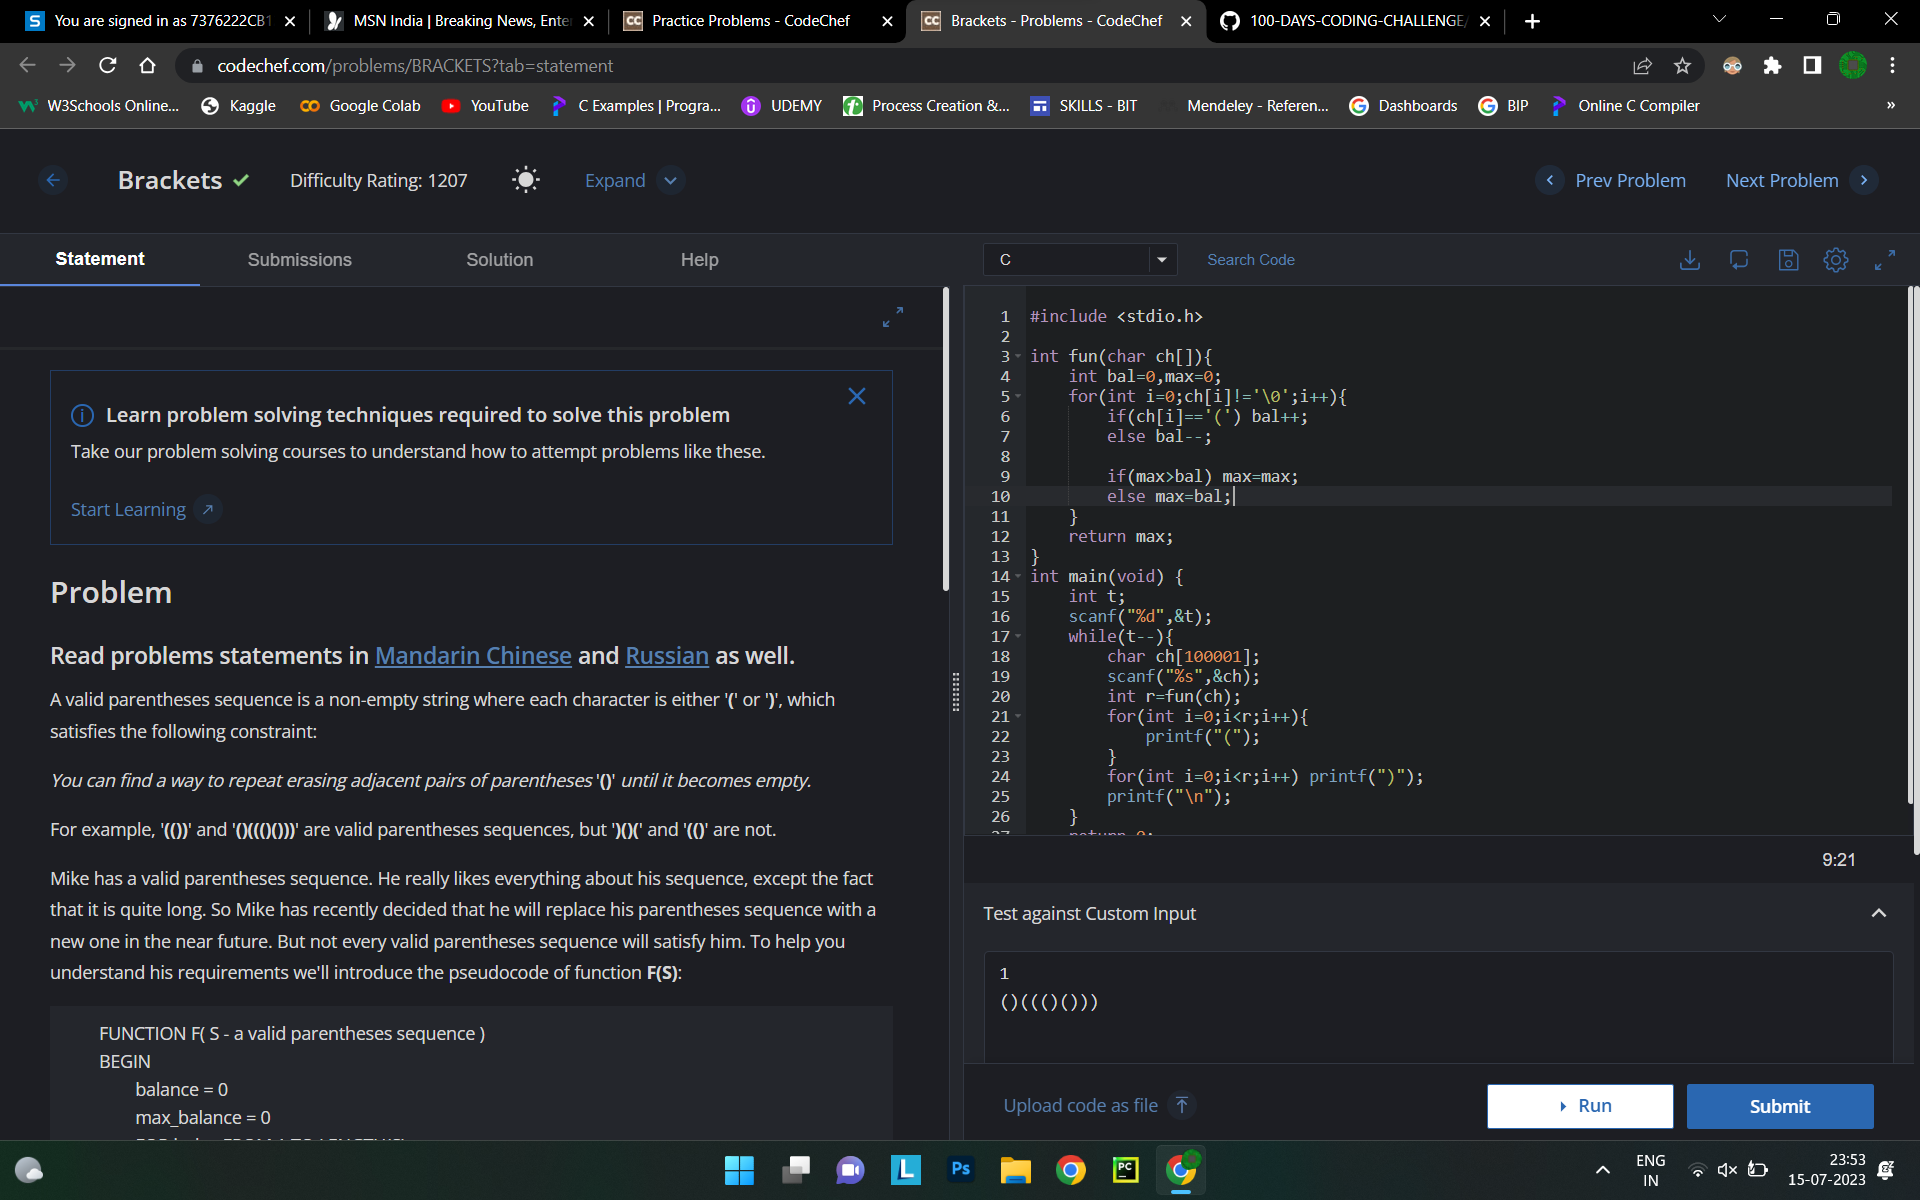 You are signed in as 7376222CB1
MSN India | Breaking News, Ente
Practice Problems - CodeChef
Brackets - Problems - CodeChef
100-DAYS-CODING-CHALLENGE/
codechef.com/problems/BRACKETS?tab=statement
W3Schools Online...
Kaggle
Google Colab
YouTube
C Examples | Progra...
UDEMY
Process Creation &...
SKILLS - BIT
Mendeley - Referen...
Dashboards
BIP
Online C Compiler
»
Brackets
Difficulty Rating: 1207
Expand
Prev Problem
Next Problem
Statement
Submissions
Solution
Help
C
Search Code
Learn problem solving techniques required to solve this problem
Take our problem solving courses to understand how to attempt problems like these.
Start Learning
Problem
Read problems statements in Mandarin Chinese and Russian as well.
A valid parentheses sequence is a non-empty string where each character is either '(' or ')', which
satisfies the following constraint:
You can find a way to repeat erasing adjacent pairs of parentheses '()' until it becomes empty.
For example, '(())' and '()((()()))' are valid parentheses sequences, but ')()(' and '(()' are not.
Mike has a valid parentheses sequence. He really likes everything about his sequence, except the fact
that it is quite long. So Mike has recently decided that he will replace his parentheses sequence with a
new one in the near future. But not every valid parentheses sequence will satisfy him. To help you
understand his requirements we'll introduce the pseudocode of function F(S):
FUNCTION F( S - a valid parentheses sequence )
BEGIN
balance = 0
max_balance = 0
1 #include <stdio.h>
2
3 int fun(char ch[]){
4 int bal=0,max=0;
5 for(int i=0;ch[i]!='\0';i++){
6 if(ch[i]=='(') bal++;
7 else bal--;
8
9 if(max>bal) max=max;
10 else max=bal;
11 }
12 return max;
13 }
14 int main(void) {
15 int t;
16 scanf("%d",&t);
17 while(t--){
18 char ch[100001];
19 scanf("%s",&ch);
20 int r=fun(ch);
21 for(int i=0;i<r;i++){
22 printf("(");
23 }
24 for(int i=0;i<r;i++) printf(")");
25 printf("\n");
26 }
27 return 0;
9:21
Test against Custom Input
1
()((()()))
Upload code as file
Run
Submit
ENG
IN
23:53
15-07-2023